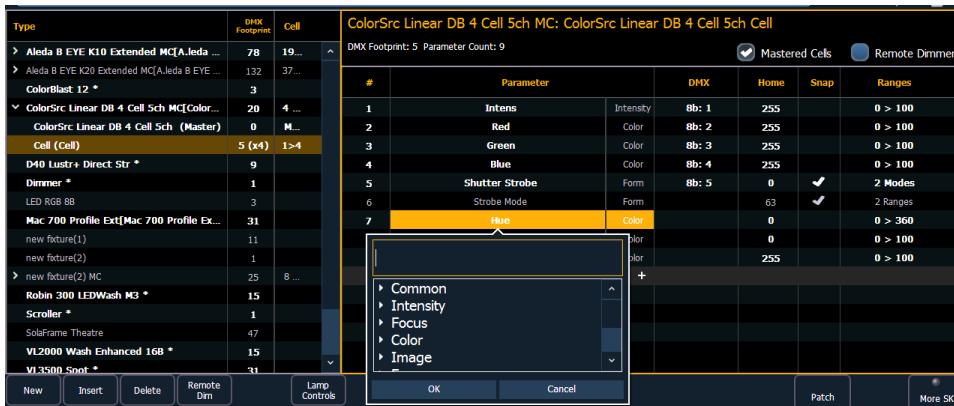 Type DMX Footprint Cell
> Aleda B EYE K10 Extended MC[A.leda ... 78 19...
> Aleda B EYE K20 Extended MC[A.leda B EYE ... 132 37...
ColorBlast 12 * 3
ColorSrc Linear DB 4 Cell 5ch MC[Color... 20 4 ...
ColorSrc Linear DB 4 Cell 5ch (Master) 0 M...
Cell (Cell) 5 (x4) 1>4
D40 Lustr+ Direct Str * 9
Dimmer * 1
LED RGB 8B 3
Mac 700 Profile Ext[Mac 700 Profile Ex... 31
new fixture(1) 11
new fixture(2) 1
> new fixture(2) MC 25 8 ...
Robin 300 LEDWash M3 * 15
Scroller * 1
SolaFrame Theatre 47
VL2000 Wash Enhanced 16B * 15
VL3500 Spot * 31
ColorSrc Linear DB 4 Cell 5ch MC: ColorSrc Linear DB 4 Cell 5ch Cell
DMX Footprint: 5 Parameter Count: 9
Mastered Cells Remote Dimmer
# Parameter DMX Home Snap Ranges
1 Intens Intensity 8b: 1 255 0 > 100
2 Red Color 8b: 2 255 0 > 100
3 Green Color 8b: 3 255 0 > 100
4 Blue Color 8b: 4 255 0 > 100
5 Shutter Strobe Form 8b: 5 0 2 Modes
6 Strobe Mode Form 63 2 Ranges
7 Hue Color 0 0 > 360
olor 0 0 > 100
olor 255 0 > 100
+
Common
Intensity
Focus
Color
Image
OK Cancel
New Insert Delete Remote Dim Lamp Controls Patch More SK